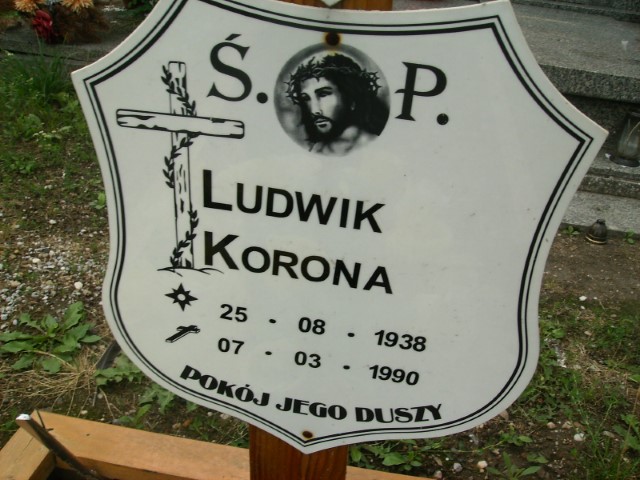 Ś. P.
LUDWIK
KORONA
25 - 08 - 1938
07 - 03 - 1990
POKÓJ JEGO DUSZY